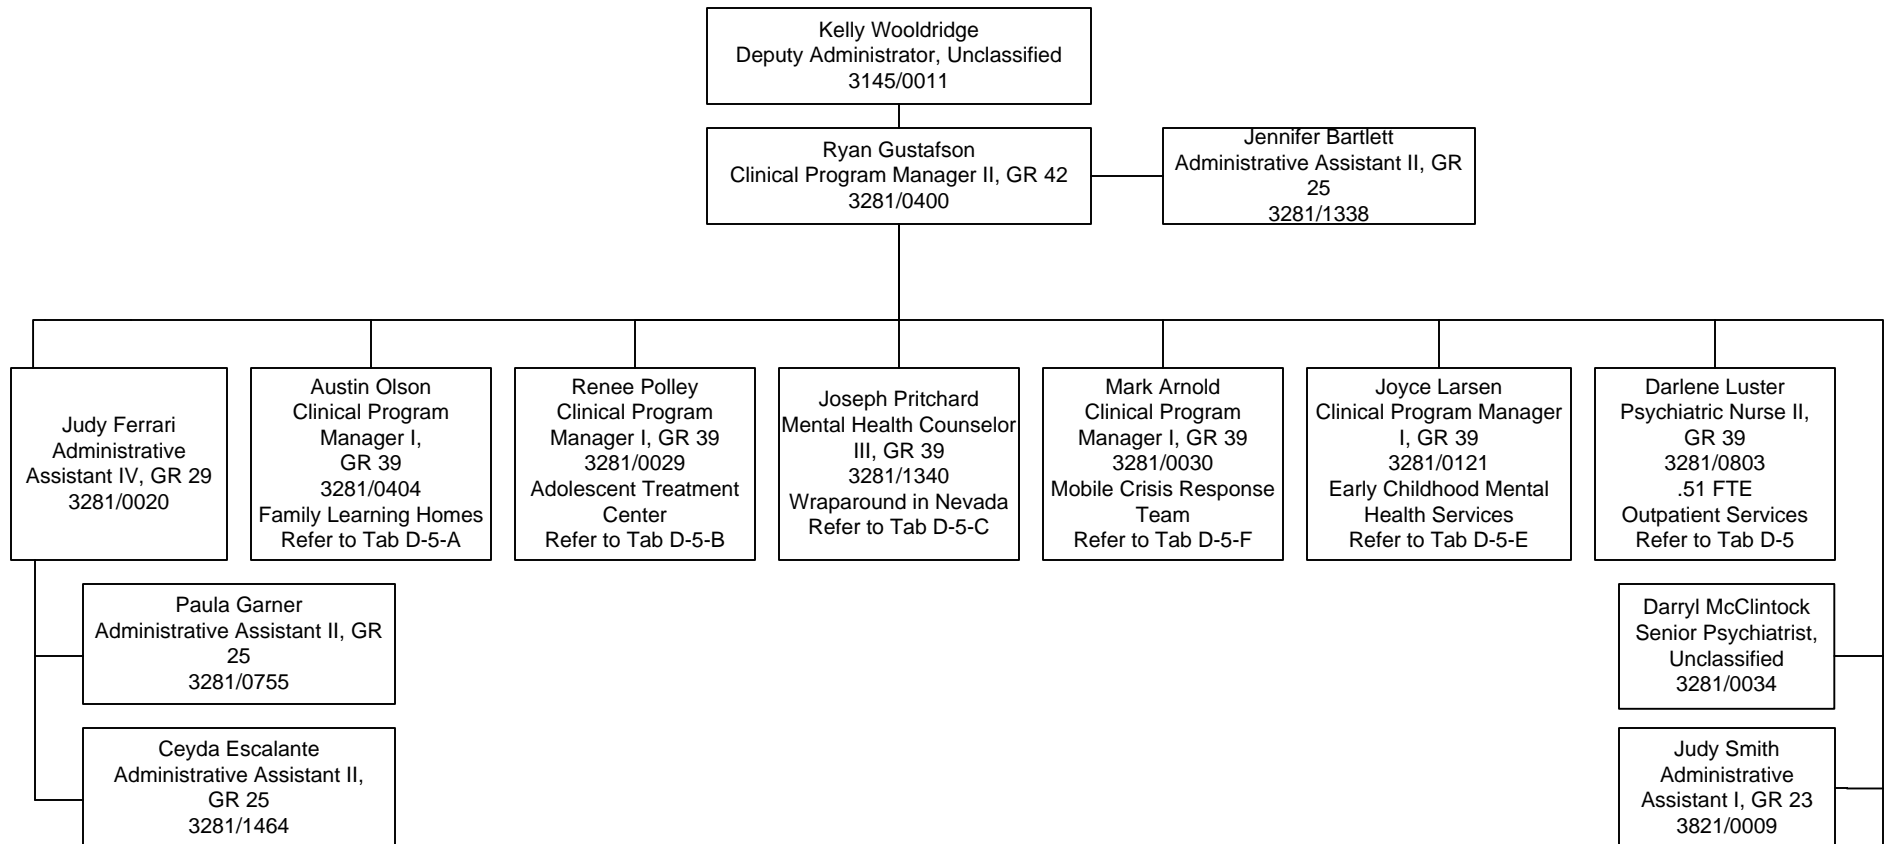 Kelly Wooldridge
Deputy Administrator, Unclassified
3145/0011
Ryan Gustafson
Clinical Program Manager II, GR 42
3281/0400
Jennifer Bartlett
Administrative Assistant II, GR
25
3281/1338
Judy Ferrari
Administrative
Assistant IV, GR 29
3281/0020
Austin Olson
Clinical Program
Manager I,
GR 39
3281/0404
Family Learning Homes
Refer to Tab D-5-A
Renee Polley
Clinical Program
Manager I, GR 39
3281/0029
Adolescent Treatment
Center
Refer to Tab D-5-B
Joseph Pritchard
Mental Health Counselor
III, GR 39
3281/1340
Wraparound in Nevada
Refer to Tab D-5-C
Mark Arnold
Clinical Program
Manager I, GR 39
3281/0030
Mobile Crisis Response
Team
Refer to Tab D-5-F
Joyce Larsen
Clinical Program Manager
I, GR 39
3281/0121
Early Childhood Mental
Health Services
Refer to Tab D-5-E
Darlene Luster
Psychiatric Nurse II,
GR 39
3281/0803
.51 FTE
Outpatient Services
Refer to Tab D-5
Paula Garner
Administrative Assistant II, GR
25
3281/0755
Darryl McClintock
Senior Psychiatrist,
Unclassified
3281/0034
Ceyda Escalante
Administrative Assistant II,
GR 25
3281/1464
Judy Smith
Administrative
Assistant I, GR 23
3821/0009